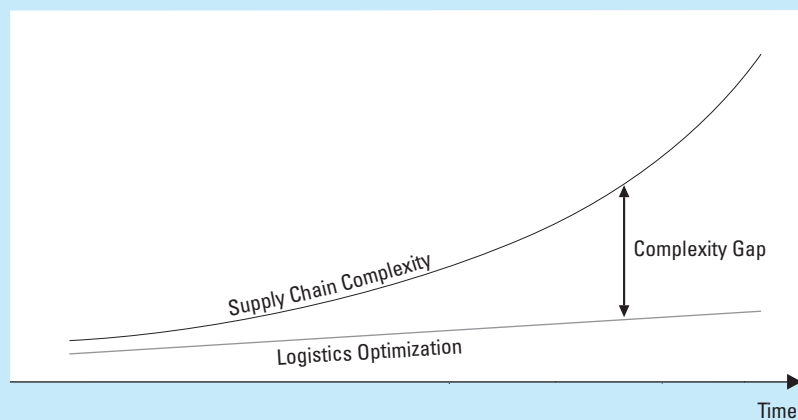 Supply Chain Complexity
Complexity Gap
Logistics Optimization
Time